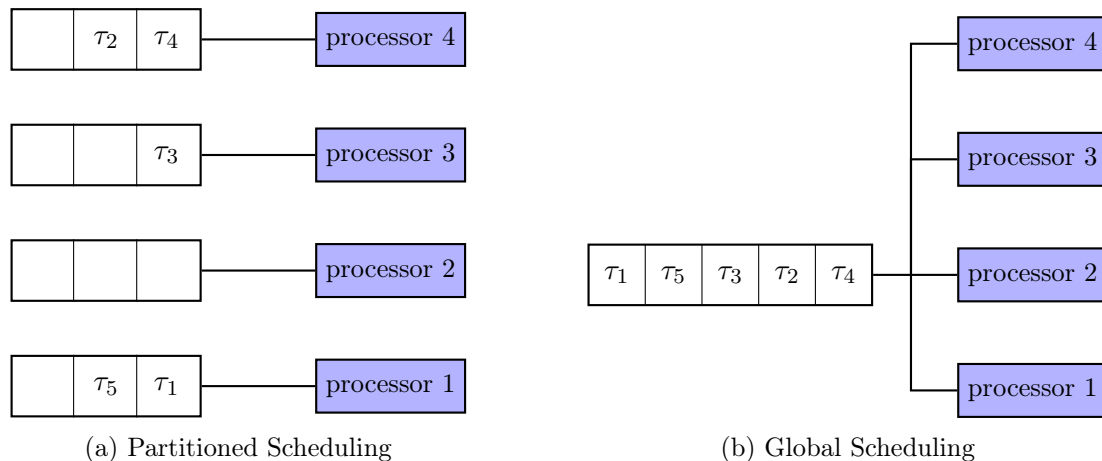 τ2 τ4 processor 4
τ3 processor 3
processor 2
τ5 τ1 processor 1
(a) Partitioned Scheduling
processor 4
processor 3
τ1 τ5 τ3 τ2 τ4 processor 2
processor 1
(b) Global Scheduling